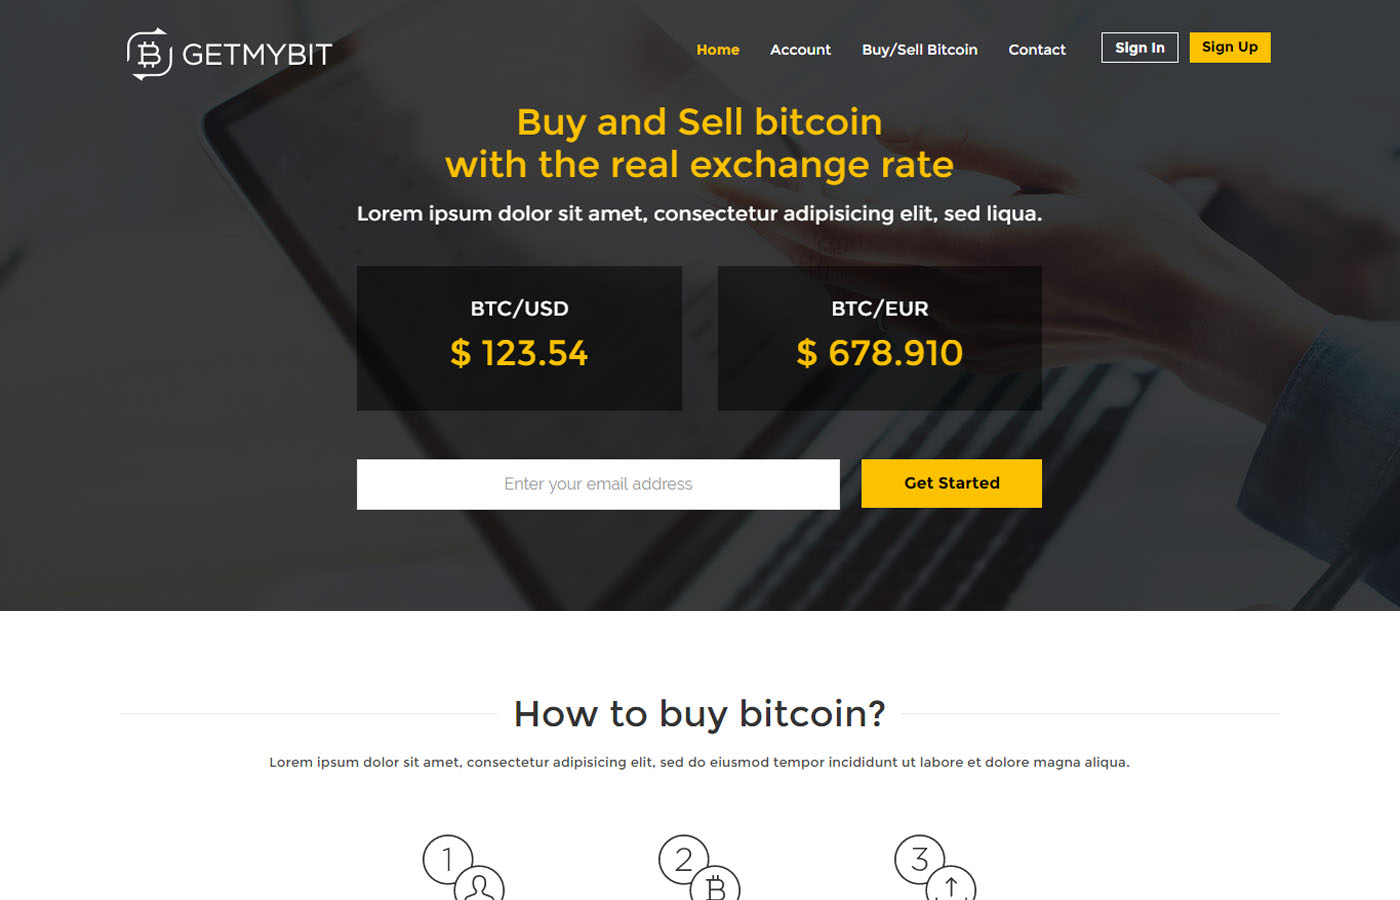 GETMYBIT
Home Account Buy/Sell Bitcoin Contact Sign In Sign Up
Buy and Sell bitcoin
with the real exchange rate
Lorem ipsum dolor sit amet, consectetur adipisicing elit, sed liqua.
BTC/USD
$ 123.54
BTC/EUR
$ 678.910
Enter your email address
Get Started
How to buy bitcoin?
Lorem ipsum dolor sit amet, consectetur adipisicing elit, sed do eiusmod tempor incididunt ut labore et dolore magna aliqua.
1 2 3